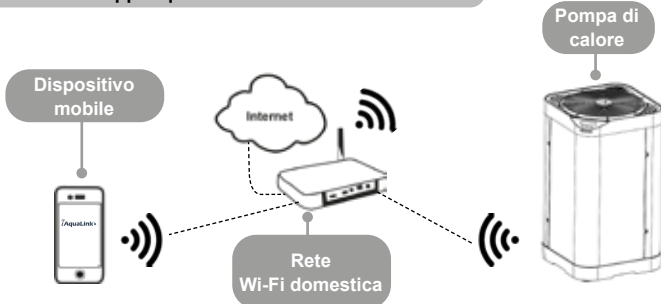 Pompa di
calore
Dispositivo
mobile
Internet
iAquaLink+
Rete
Wi-Fi domestica